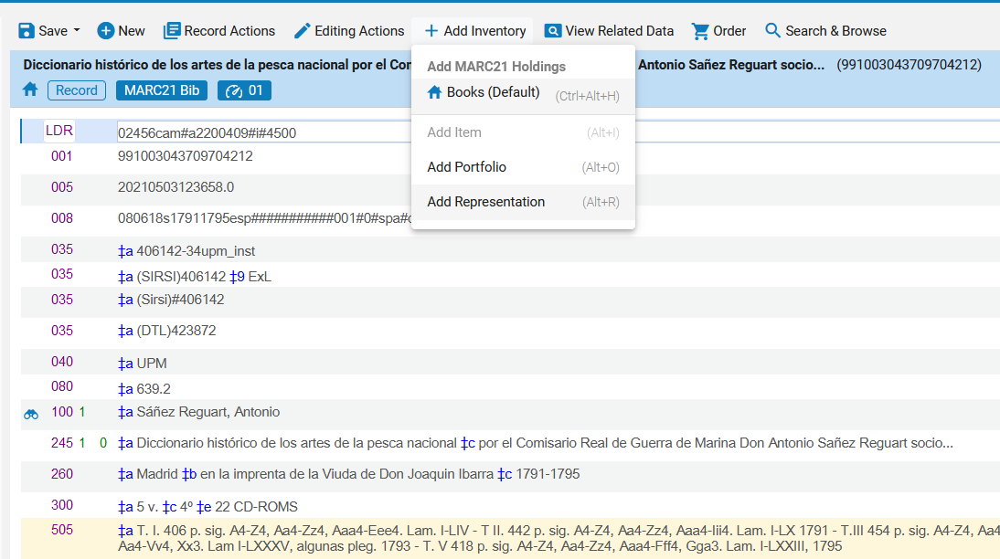 Save New Record Actions Editing Actions Add Inventory View Related Data Order Search & Browse
Diccionario histórico de los artes de la pesca nacional por el Com Antonio Sañez Reguart socio... (991003043709704212)
Record MARC21 Bib 01
Add MARC21 Holdings
Books (Default) (Ctrl+Alt+H)
Add Item (Alt+I)
Add Portfolio (Alt+O)
Add Representation (Alt+R)
LDR 02456cam#a2200409#i#4500
001 991003043709704212
005 20210503123658.0
008 080618s17911795esp###########001#0#spa#c
035 ‡a 406142-34upm_inst
035 ‡a (SIRSI)406142 ‡9 ExL
035 ‡a (Sirsi)#406142
035 ‡a (DTL)423872
040 ‡a UPM
080 ‡a 639.2
100 1 ‡a Sáñez Reguart, Antonio
245 1 0 ‡a Diccionario histórico de los artes de la pesca nacional ‡c por el Comisario Real de Guerra de Marina Don Antonio Sañez Reguart socio...
260 ‡a Madrid ‡b en la imprenta de la Viuda de Don Joaquin Ibarra ‡c 1791-1795
300 ‡a 5 v. ‡c 4º ‡e 22 CD-ROMS
505 ‡a T. I. 406 p. sig. A4-Z4, Aa4-Zz4, Aaa4-Eee4. Lam. I-LIV - T II. 442 p. sig. A4-Z4, Aa4-Zz4, Aaa4-Iii4. Lam. I-LX 1791 - T.III 454 p. sig. A4-Z4, Aa4
Aa4-Vv4, Xx3. Lam I-LXXXV, algunas pleg. 1793 - T. V 418 p. sig. A4-Z4, Aa4-Zz4, Aaa4-Fff4, Gga3. Lam. I-LXXIII, 1795